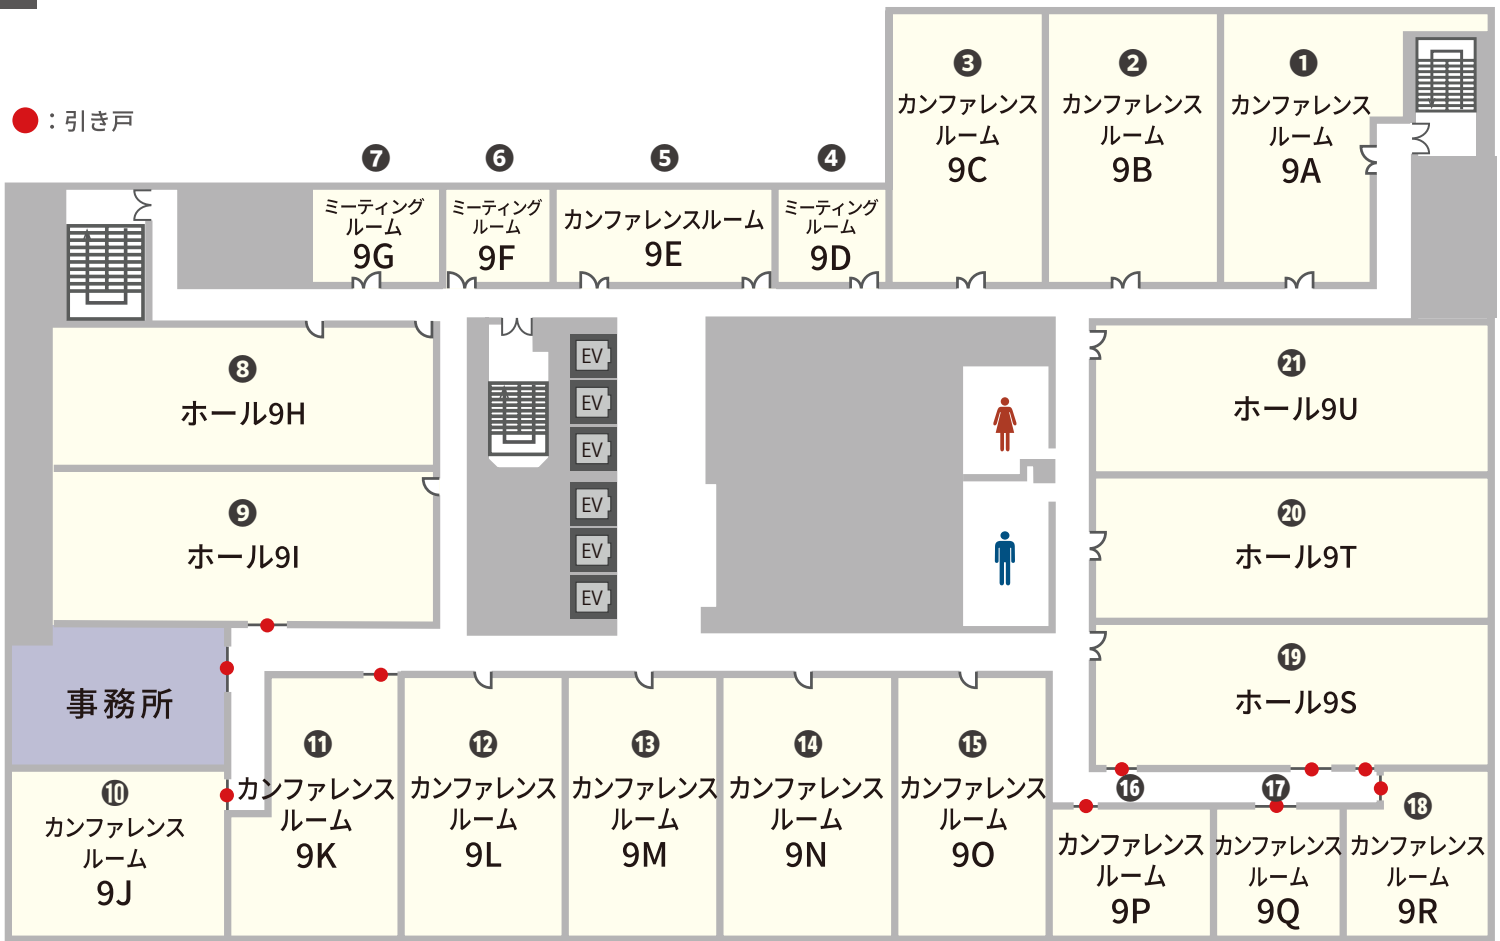 ：引き戸
❸
カンファレンス
ルーム
9C
❷
カンファレンス
ルーム
9B
❶
カンファレンス
ルーム
9A
❼
ミーティング
ルーム
9G
❻
ミーティング
ルーム
9F
❺
カンファレンスルーム
9E
❹
ミーティング
ルーム
9D
❽
ホール9H
❾
ホール9I
EV
EV
EV
EV
EV
EV
㉑
ホール9U
⓴
ホール9T
⓳
ホール9S
事務所
❿
カンファレンス
ルーム
9J
⓫
カンファレンス
ルーム
9K
⓬
カンファレンス
ルーム
9L
⓭
カンファレンス
ルーム
9M
⓮
カンファレンス
ルーム
9N
⓯
カンファレンス
ルーム
9O
⓰
カンファレンス
ルーム
9P
⓱
カンファレンス
ルーム
9Q
⓲
カンファレンス
ルーム
9R